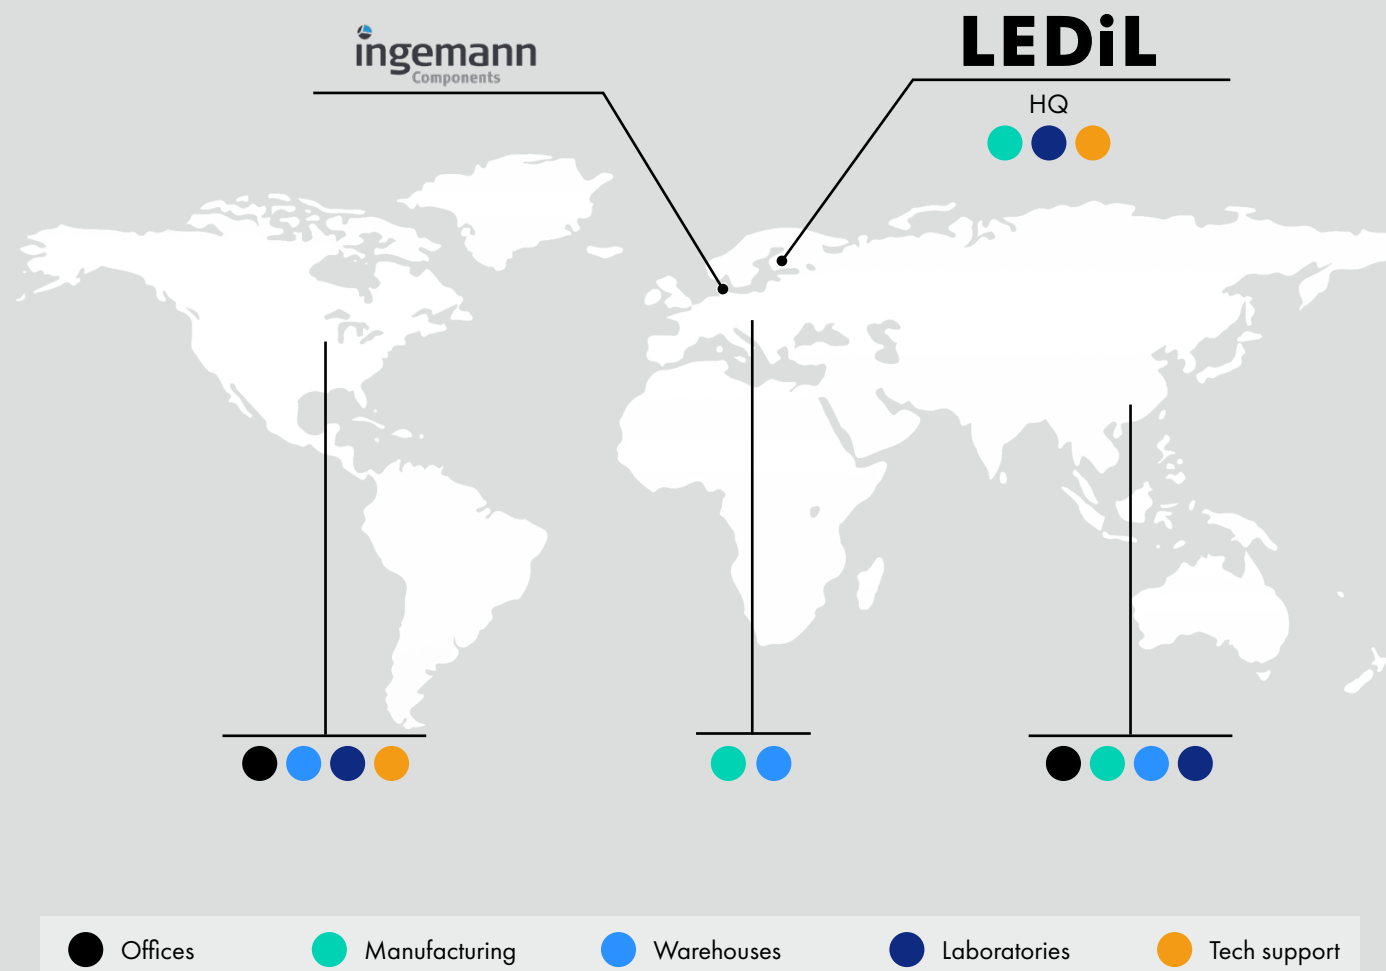 ingemann
Components
LEDiL
HQ
Offices
Manufacturing
Warehouses
Laboratories
Tech support